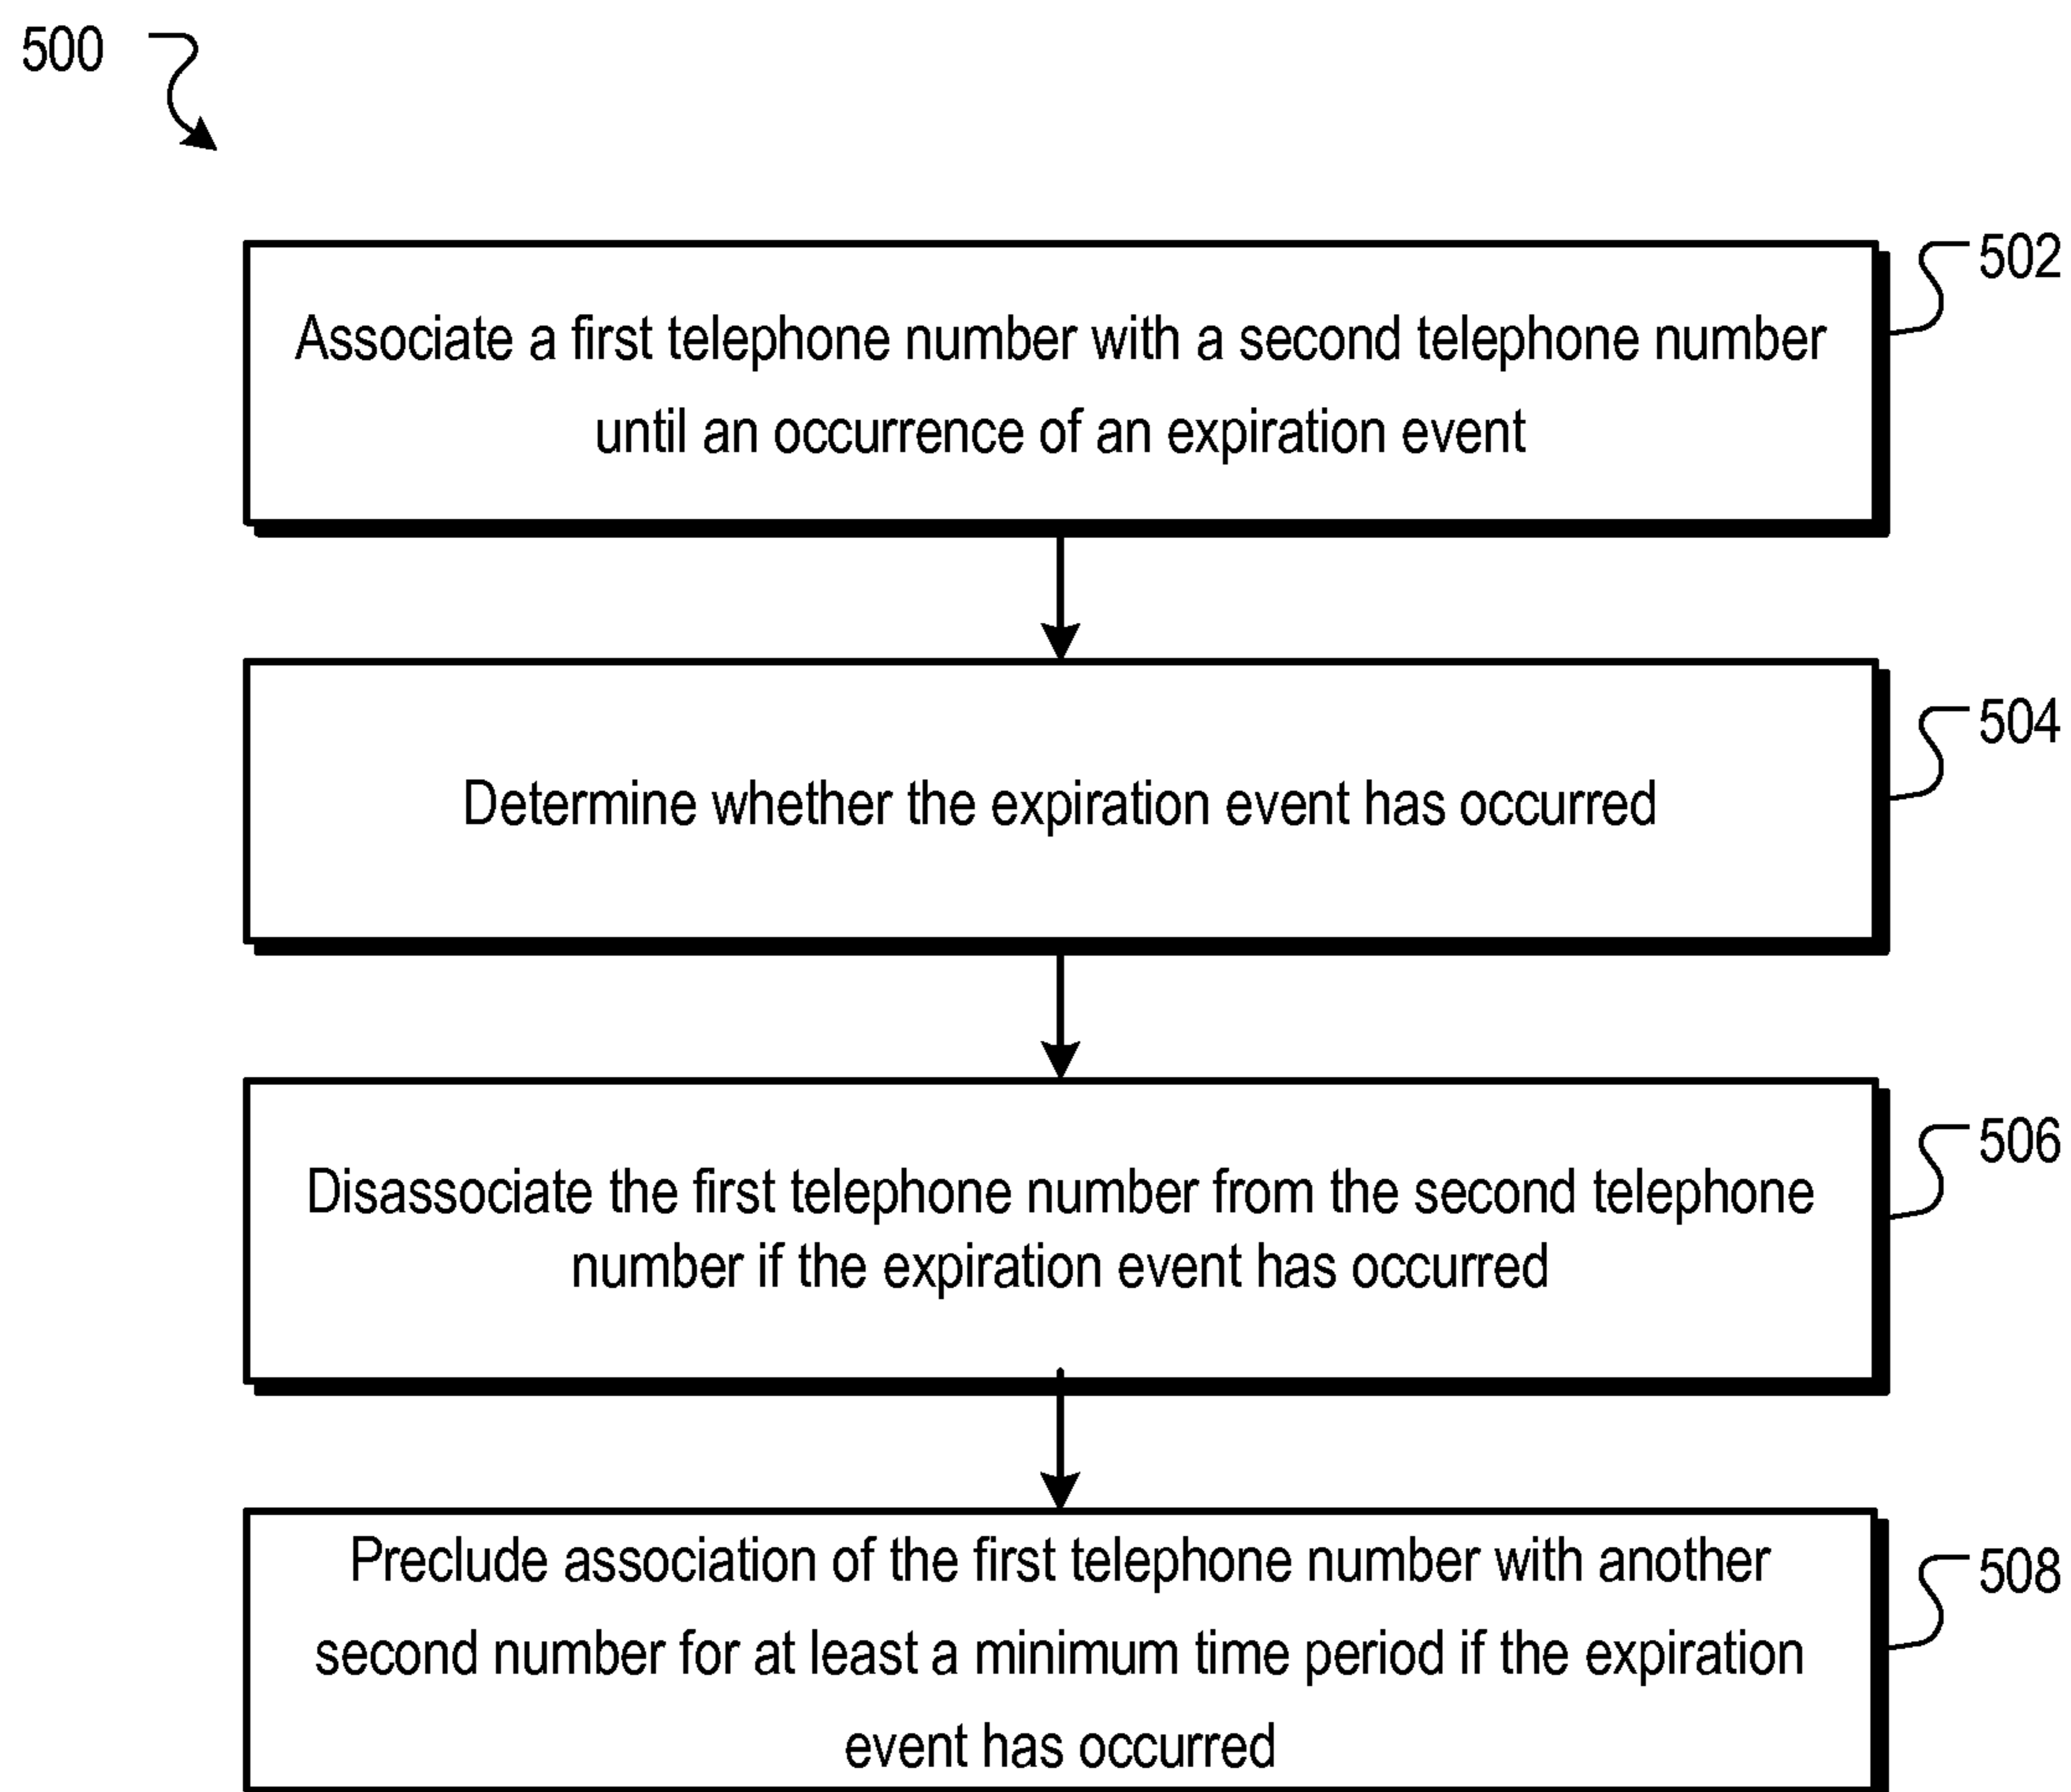 500
502
Associate a first telephone number with a second telephone number
until an occurrence of an expiration event
504
Determine whether the expiration event has occurred
506
Disassociate the first telephone number from the second telephone
number if the expiration event has occurred
508
Preclude association of the first telephone number with another
second number for at least a minimum time period if the expiration
event has occurred